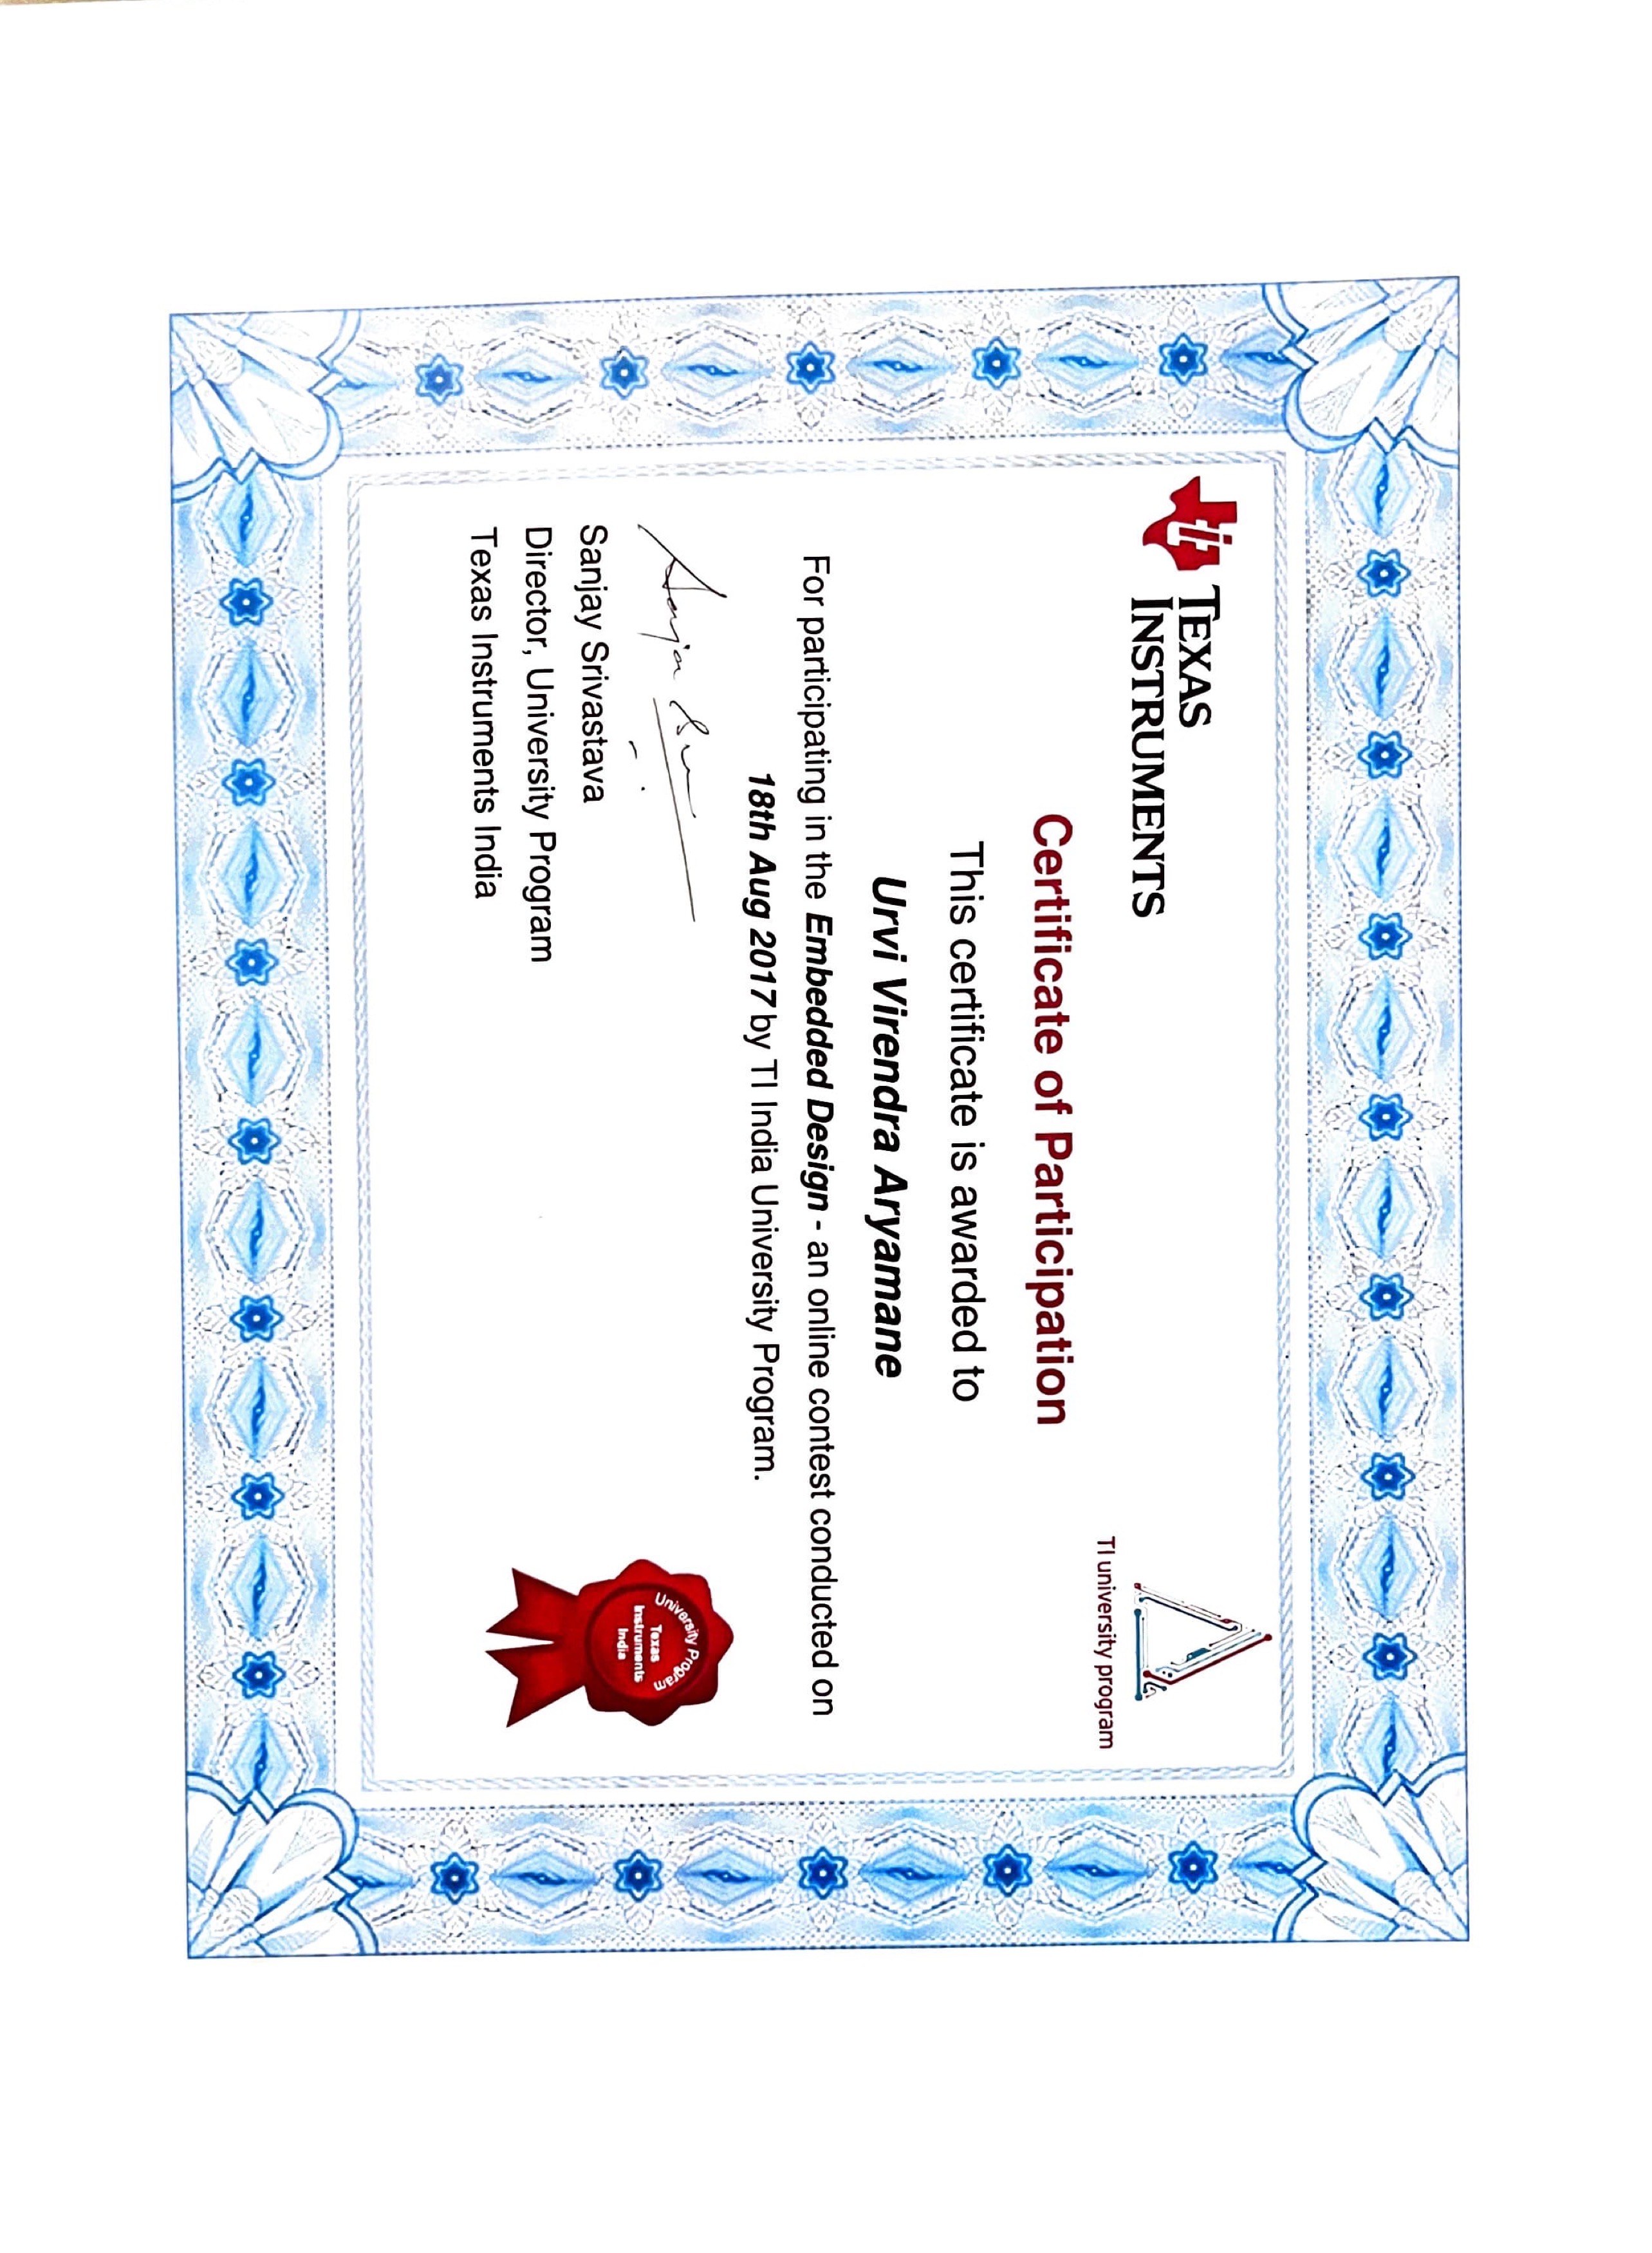 TEXAS
INSTRUMENTS
TI university program
Certificate of Participation
This certificate is awarded to
Urvi Virendra Aryamane
For participating in the Embedded Design - an online contest conducted on
18th Aug 2017 by TI India University Program.
Sanjay Srivastava
Director, University Program
Texas Instruments India
University Program
Texas
Instruments
India